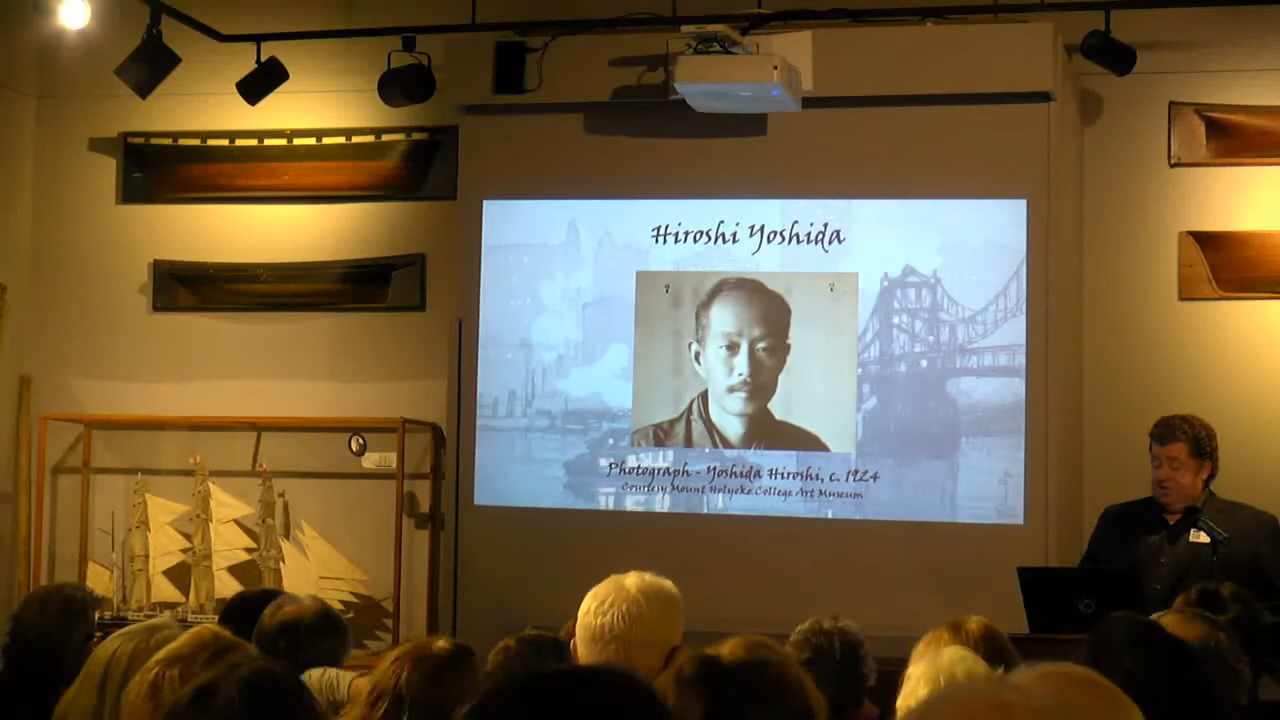 Hiroshi Yoshida
Photograph - Yoshida Hiroshi, c. 1924
Courtesy Mount Holyoke College Art Museum